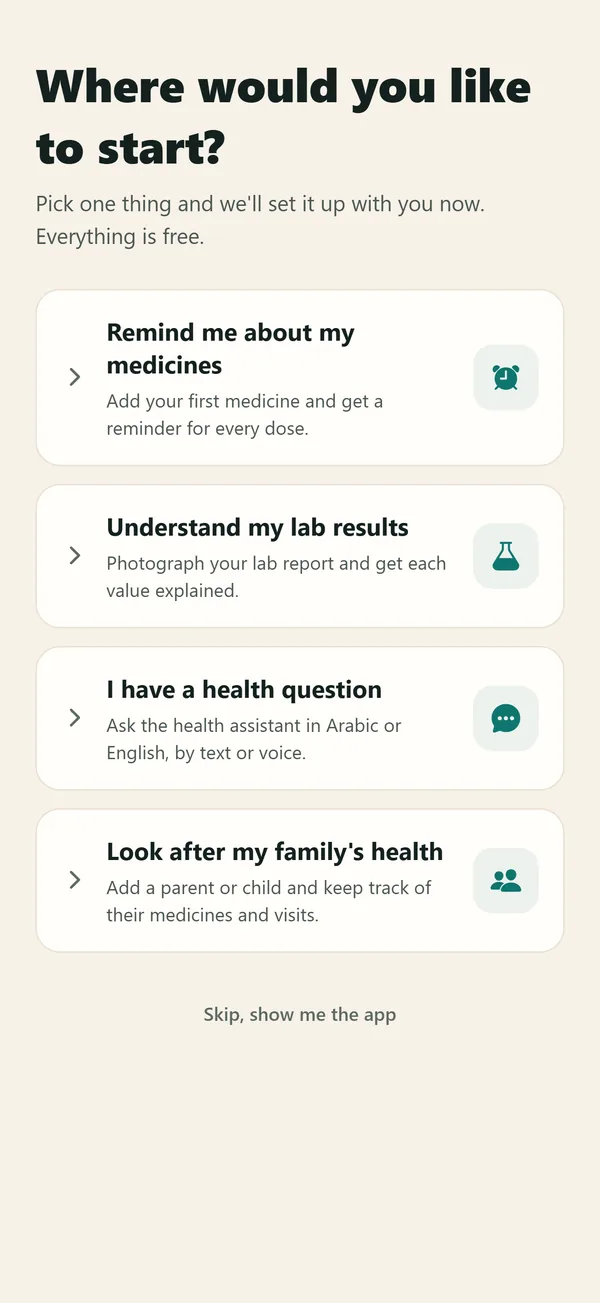 Where would you like
to start?
Pick one thing and we'll set it up with you now.
Everything is free.
Remind me about my
medicines
Add your first medicine and get a
reminder for every dose.
Understand my lab results
Photograph your lab report and get each
value explained.
I have a health question
Ask the health assistant in Arabic or
English, by text or voice.
Look after my family's health
Add a parent or child and keep track of
their medicines and visits.
Skip, show me the app